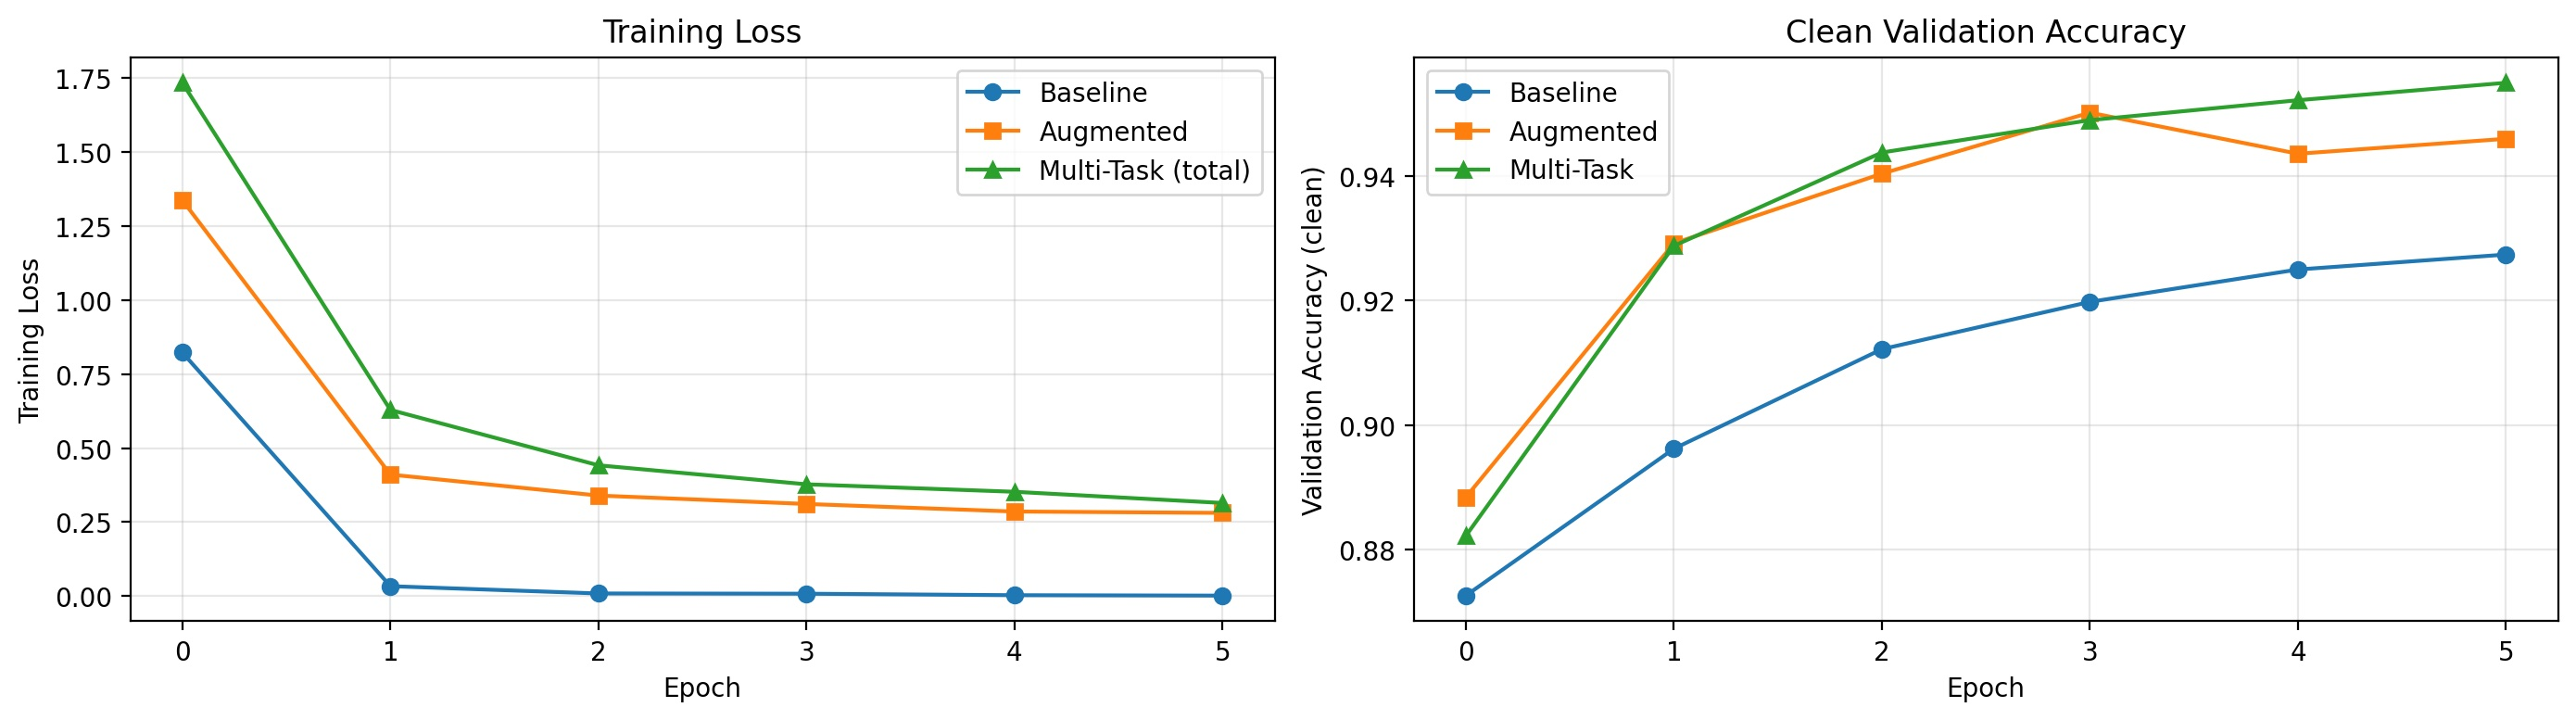 Training Loss
1.75
1.50
1.25
1.00
0.75
0.50
0.25
0.00
Training Loss
0 1 2 3 4 5
Epoch
Baseline
Augmented
Multi-Task (total)
Clean Validation Accuracy
0.94
0.92
0.90
0.88
Validation Accuracy (clean)
0 1 2 3 4 5
Epoch
Baseline
Augmented
Multi-Task